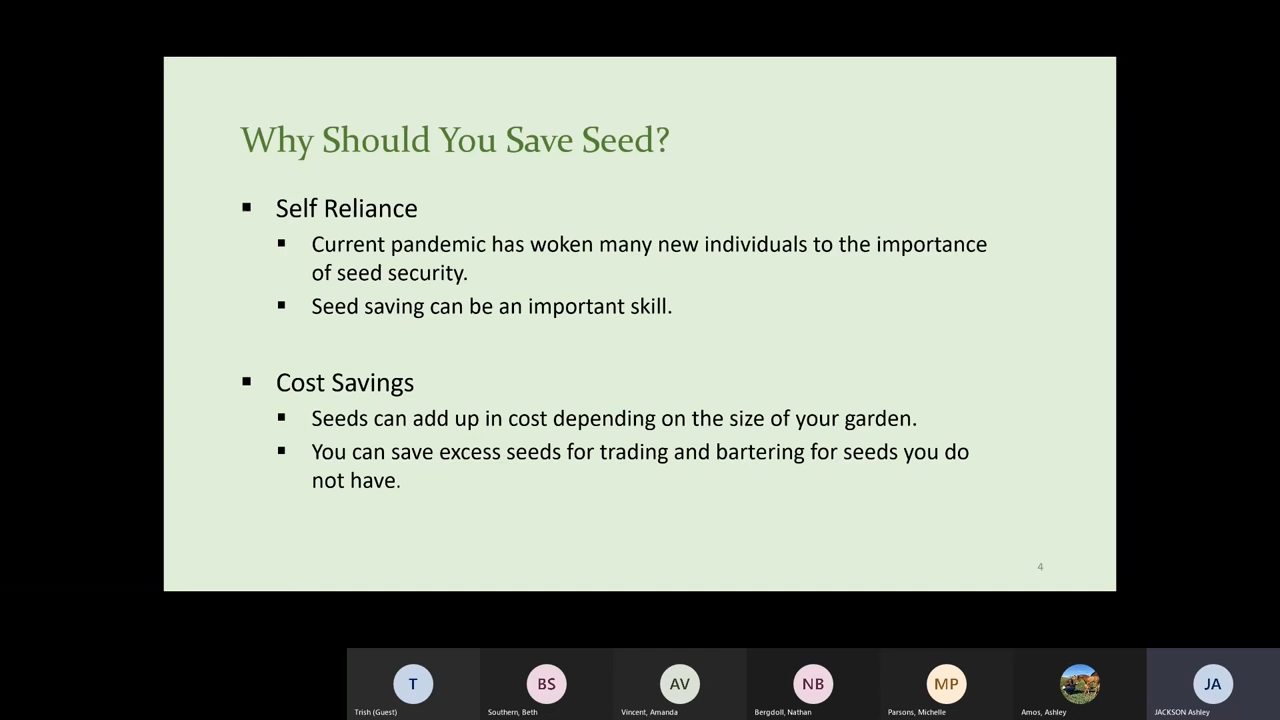 Why Should You Save Seed?
▪ Self Reliance
▪ Current pandemic has woken many new individuals to the importance
of seed security.
▪ Seed saving can be an important skill.
▪ Cost Savings
▪ Seeds can add up in cost depending on the size of your garden.
▪ You can save excess seeds for trading and bartering for seeds you do
not have.
4
T BS AV NB MP JA
Trish (Guest) Southern, Beth Vincent, Amanda Bergdoll, Nathan Parsons, Michelle Amos, Ashley JACKSON Ashley